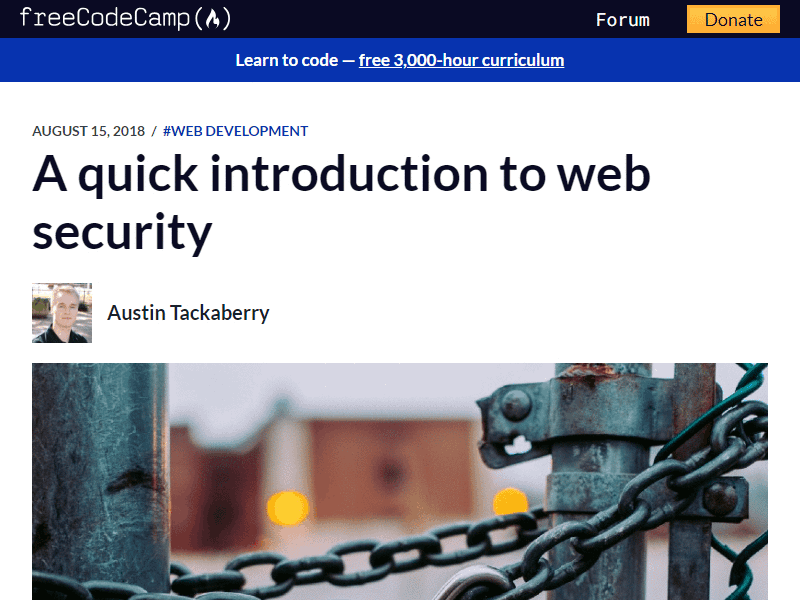 freeCodeCamp(🔥)
Forum
Donate
Learn to code — free 3,000-hour curriculum
AUGUST 15, 2018 / #WEB DEVELOPMENT
A quick introduction to web
security
Austin Tackaberry